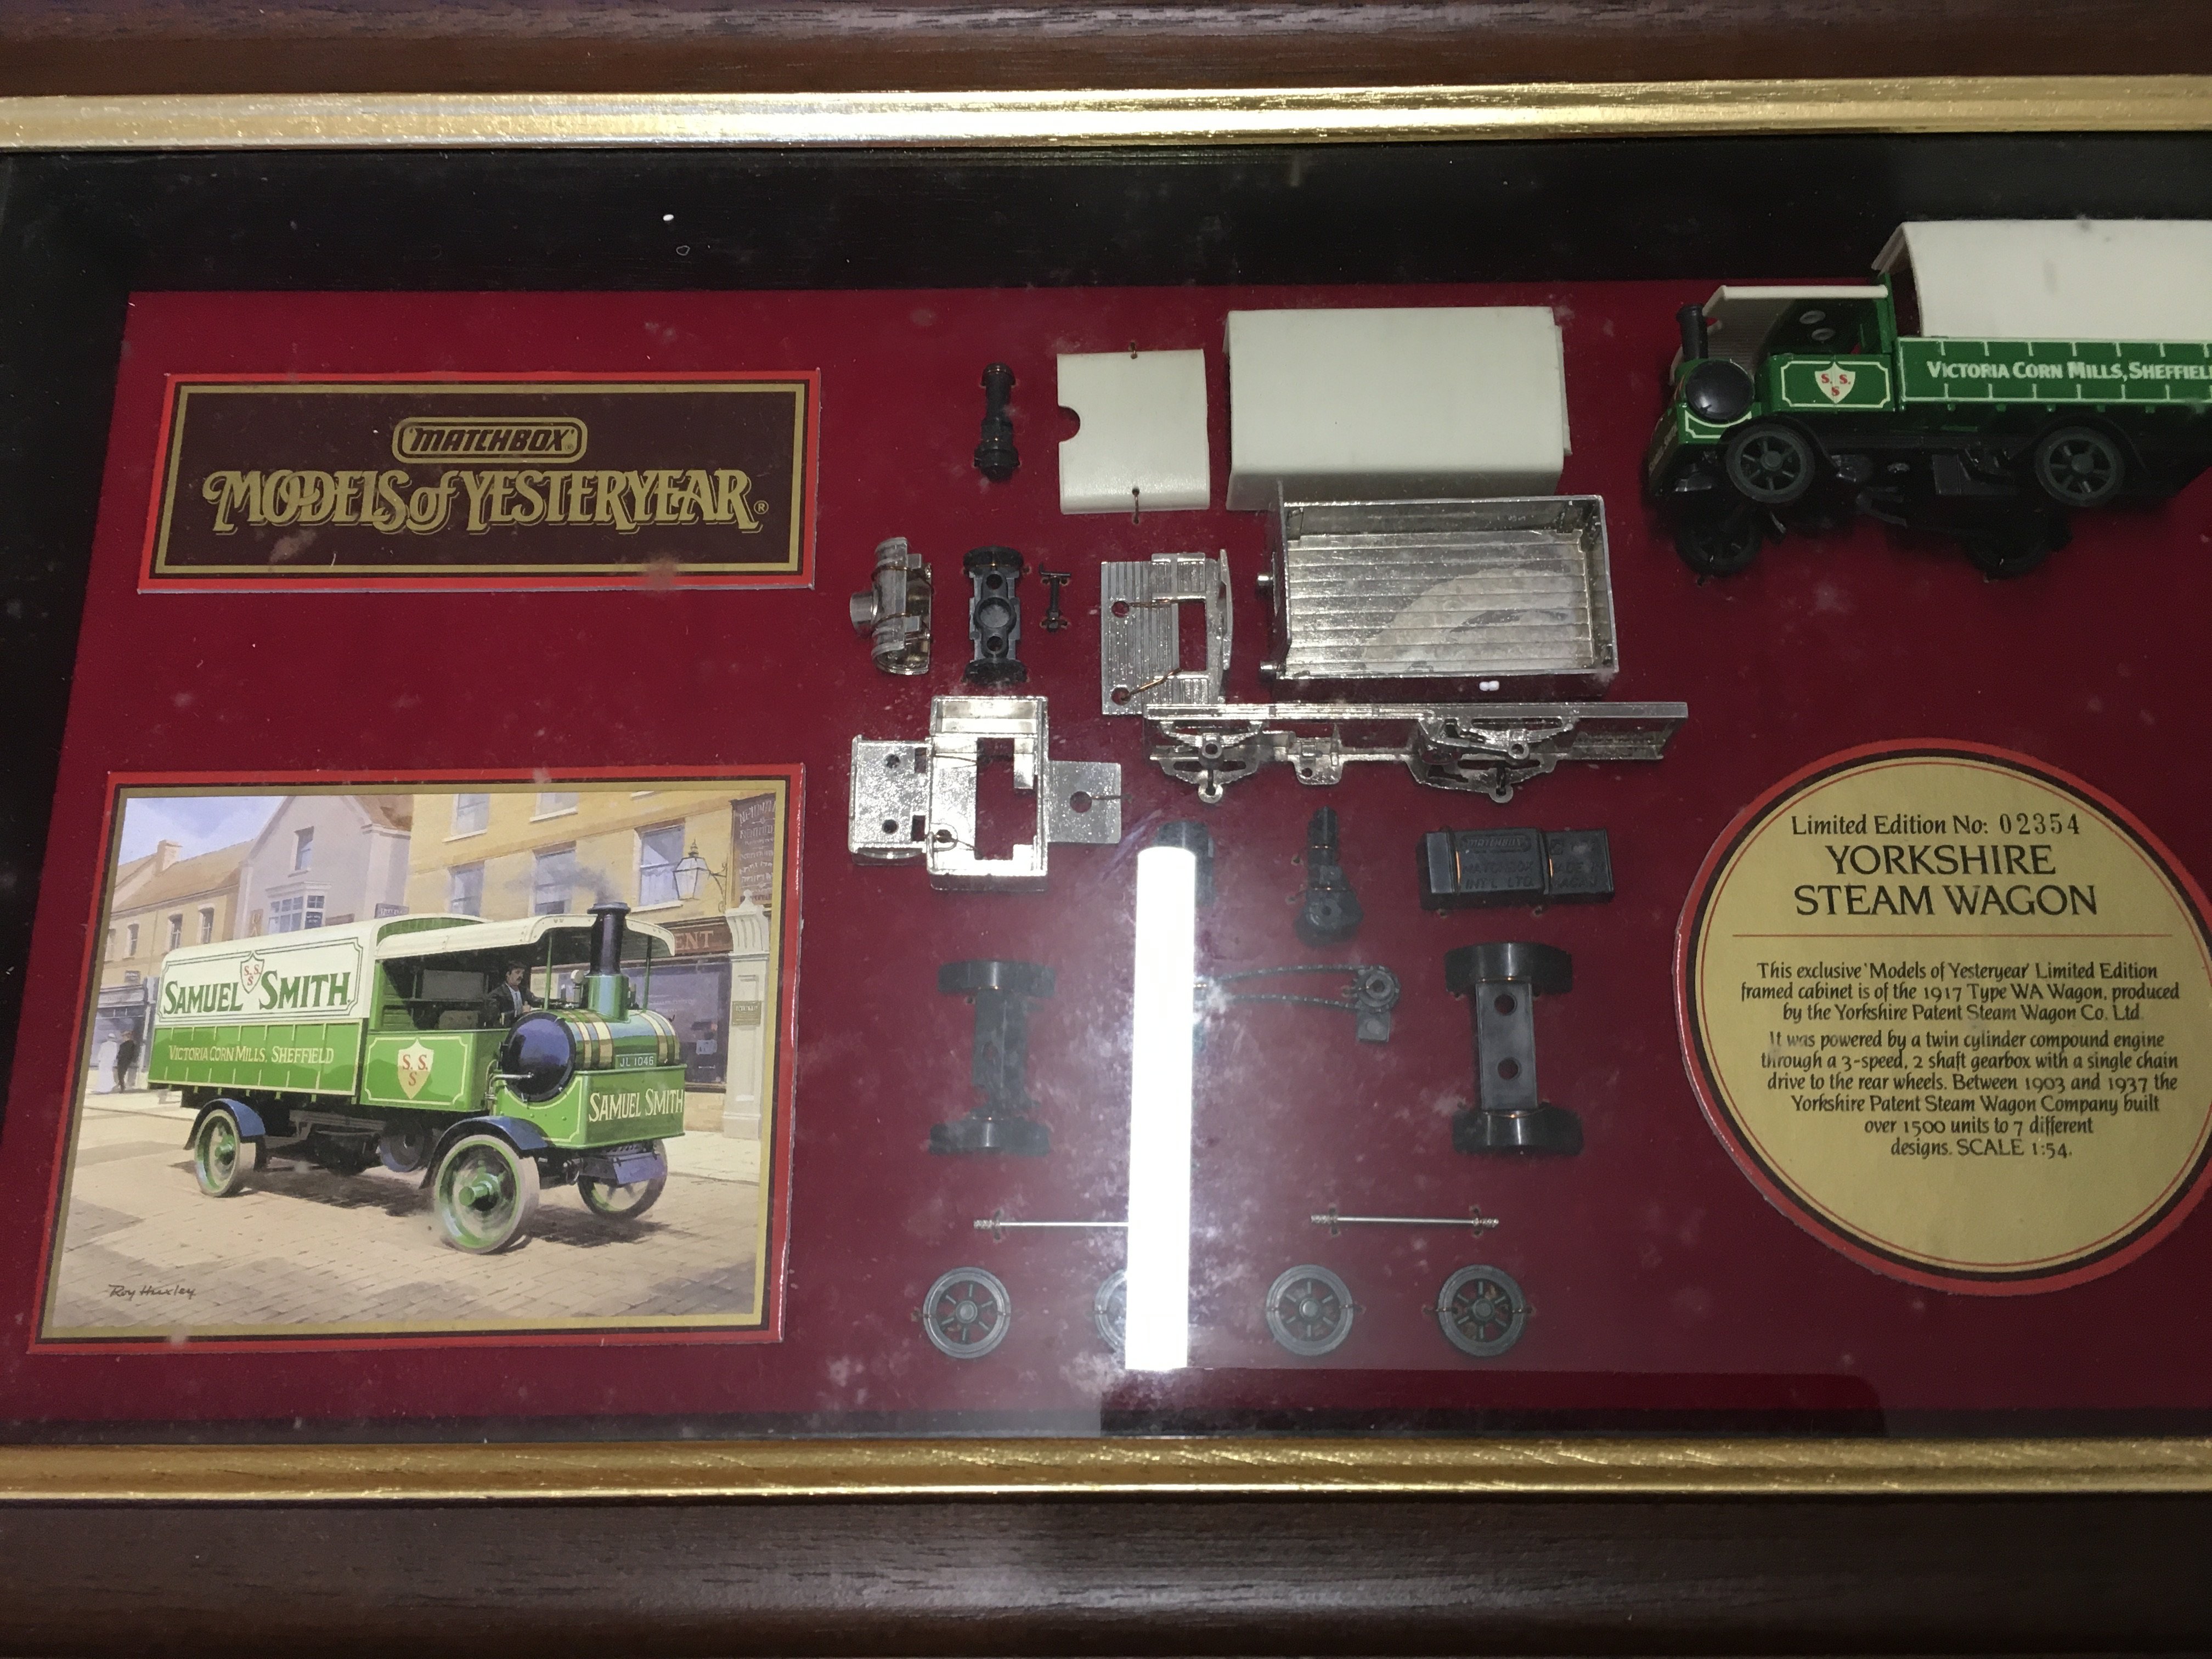 MATCHBOX
MODELS of YESTERYEAR®
VICTORIA CORN MILLS, SHEFFIEL
S. S.
S
Limited Edition No: 02354
YORKSHIRE
STEAM WAGON
This exclusive 'Models of Yesteryear' Limited Edition
framed cabinet is of the 1917 Type WA Wagon, produced
by the Yorkshire Patent Steam Wagon Co. Ltd.
It was powered by a twin cylinder compound engine
through a 3-speed, 2 shaft gearbox with a single chain
drive to the rear wheels. Between 1903 and 1937 the
Yorkshire Patent Steam Wagon Company built
over 1500 units to 7 different
designs. SCALE 1:54.
SAMUEL SMITH
S. S.
S
VICTORIA CORN MILLS, SHEFFIELD
S. S.
S
JL 1046
SAMUEL SMITH
ENT
Roy Huxley
MATCHBOX
MATCHBOX
INT'L LTD